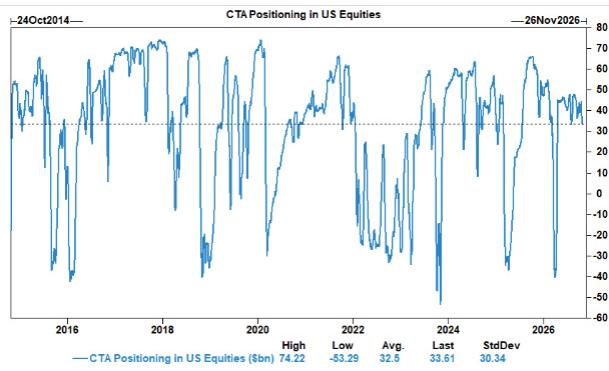 CTA Positioning in US Equities
24Oct2014
26Nov2026
80
70
60
50
40
30
20
10
0
-10
-20
-30
-40
-50
-60
2016 2018 2020 2022 2024 2026
High Low Avg. Last StdDev
CTA Positioning in US Equities ($bn) 74.22 -53.29 32.5 33.61 30.34